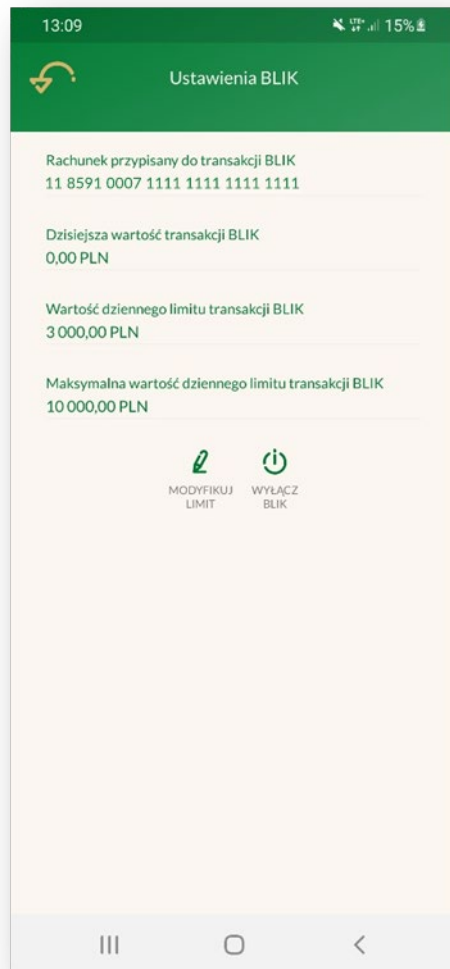 13:09 LTE+ 15%
Ustawienia BLIK
Rachunek przypisany do transakcji BLIK
11 8591 0007 1111 1111 1111 1111
Dzisiejsza wartość transakcji BLIK
0,00 PLN
Wartość dziennego limitu transakcji BLIK
3 000,00 PLN
Maksymalna wartość dziennego limitu transakcji BLIK
10 000,00 PLN
MODYFIKUJ
LIMIT
WYŁĄCZ
BLIK